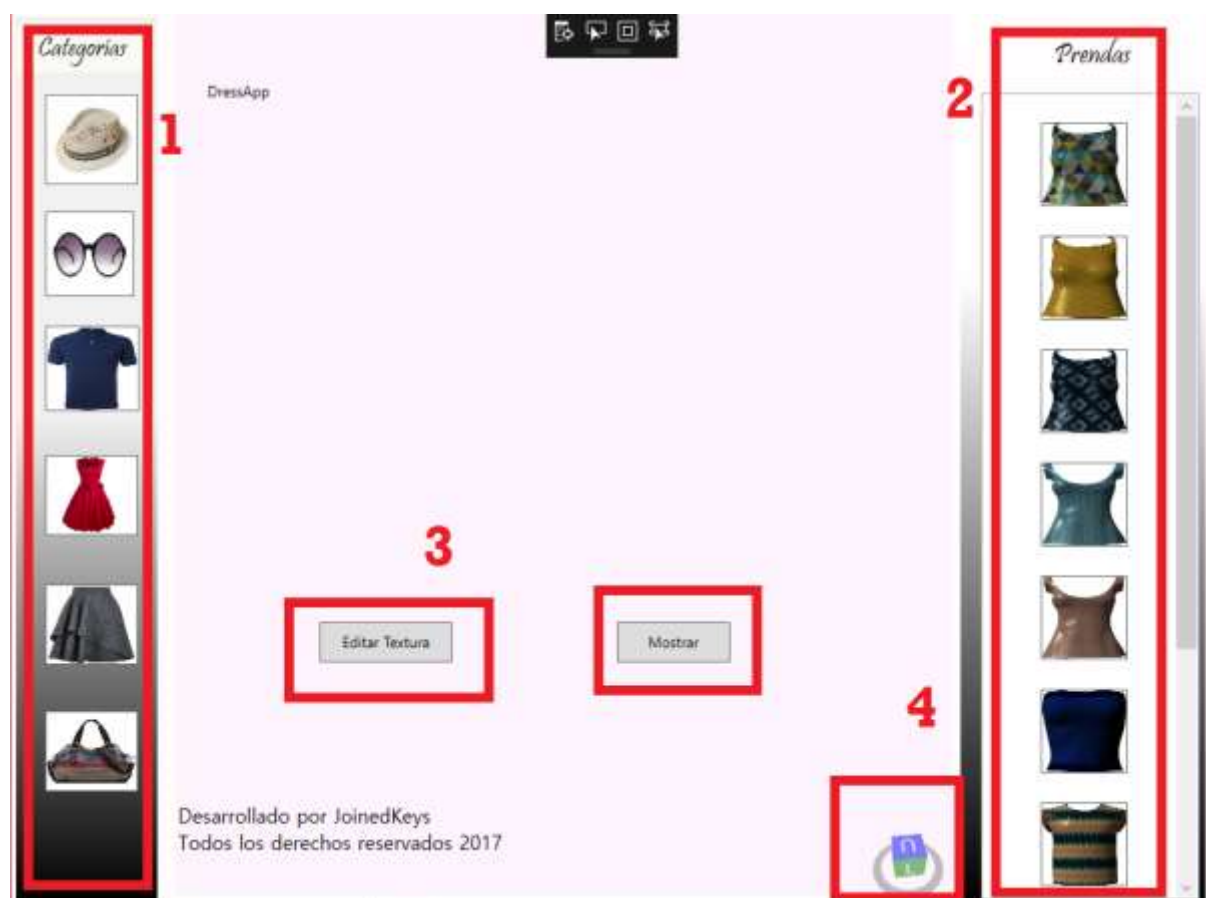 Categorías
Prendas
DressApp
1
2
3
Editar Textura
Mostrar
4
Desarrollado por JoinedKeys
Todos los derechos reservados 2017